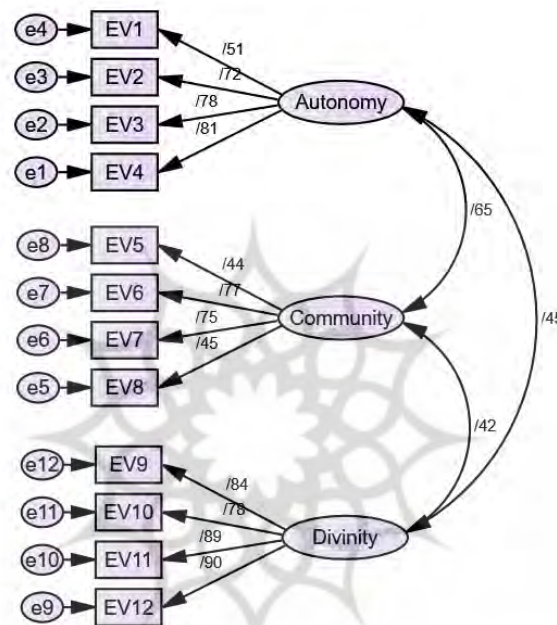 e4 EV1
/51
e3 EV2 /72
/78 Autonomy
e2 EV3
/81
e1 EV4
/65
e8 EV5
/44
e7 EV6 /77
/75 Community /45
e6 EV7
/45
e5 EV8
/42
e12 EV9
/84
e11 EV10 /78
/89 Divinity
e10 EV11
/90
e9 EV12